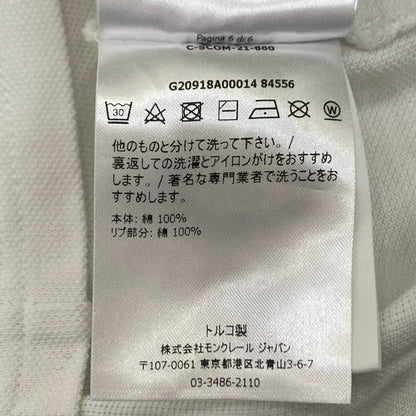 Pagina 6 di 6
C-SCOM-21-860
G20918A00014 84556
30
W
他のものと分けて洗って下さい。/
裏返しての洗濯とアイロンがけをおすすめ
します。/ 著名な専門業者で洗うことをお
すすめします。
本体: 綿 100%
リブ部分: 綿 100%
トルコ製
株式会社モンクレール ジャパン
〒107-0061 東京都港区北青山3-6-7
03-3486-2110